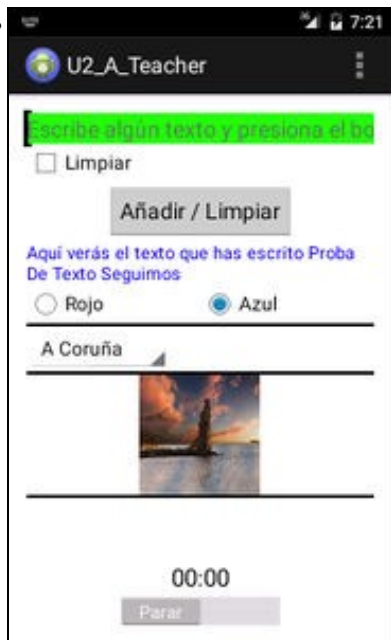 7:21
U2_A_Teacher
Escribe algún texto y presiona el bo
Limpiar
Añadir / Limpiar
Aquí verás el texto que has escrito Proba
De Texto Seguimos
Rojo Azul
A Coruña
00:00
Parar